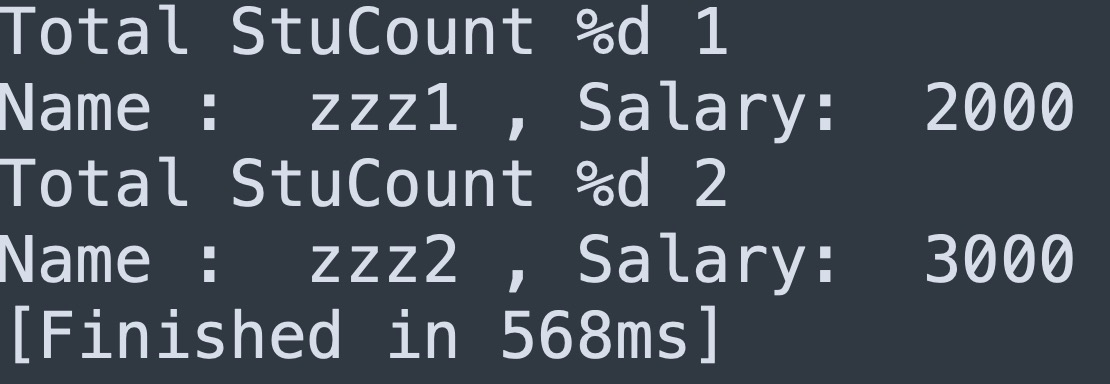 Total StuCount %d 1
Name :  zzz1 , Salary:  2000
Total StuCount %d 2
Name :  zzz2 , Salary:  3000
[Finished in 568ms]